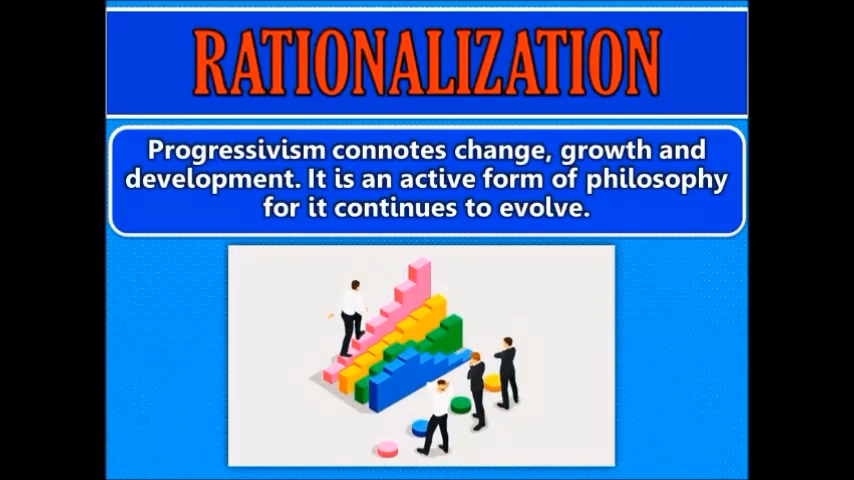 RATIONALIZATION
Progressivism connotes change, growth and
development. It is an active form of philosophy
for it continues to evolve.